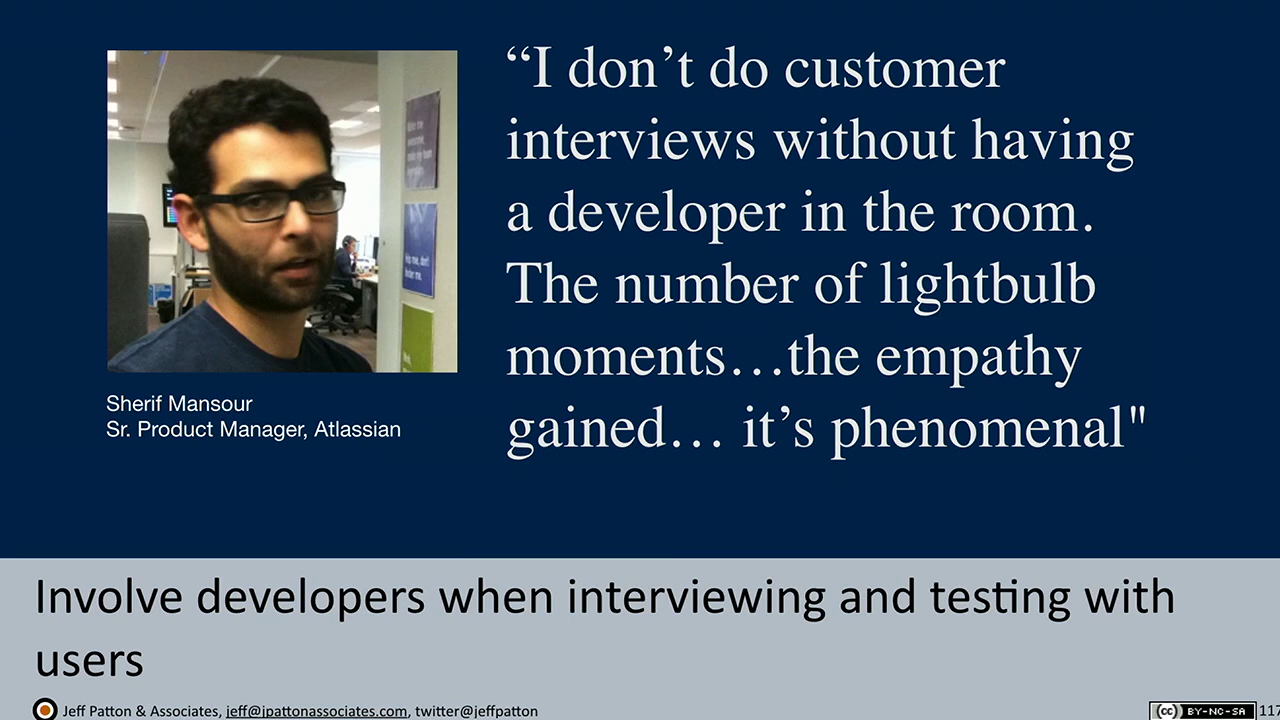 “I don’t do customer
interviews without having
a developer in the room.
The number of lightbulb
moments…the empathy
gained… it’s phenomenal"
Sherif Mansour
Sr. Product Manager, Atlassian
Involve developers when interviewing and testing with
users
Jeff Patton & Associates, jeff@jpattonassociates.com, twitter@jeffpatton
(cc) BY-NC-SA 117